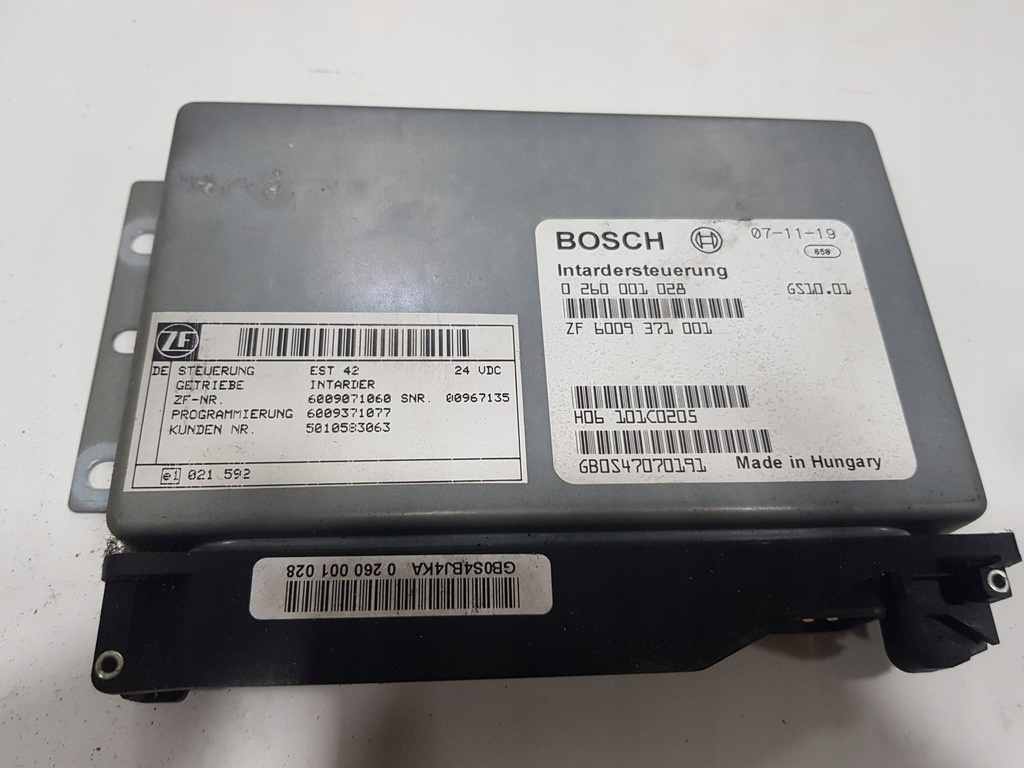 BOSCH 07-11-19
858
Intardersteuerung
0 260 001 028 GS10.01
ZF 6009 371 001
H06 101C0205
GB0S47070191 Made in Hungary
ZF
DE STEUERUNG EST 42 24 VDC
GETRIEBE INTARDER
ZF-NR. 6009071060 SNR. 00967135
PROGRAMMIERUNG 6009371077
KUNDEN NR. 5010583063
e1 021 592
GB0S4BJ4KA 0 260 001 028